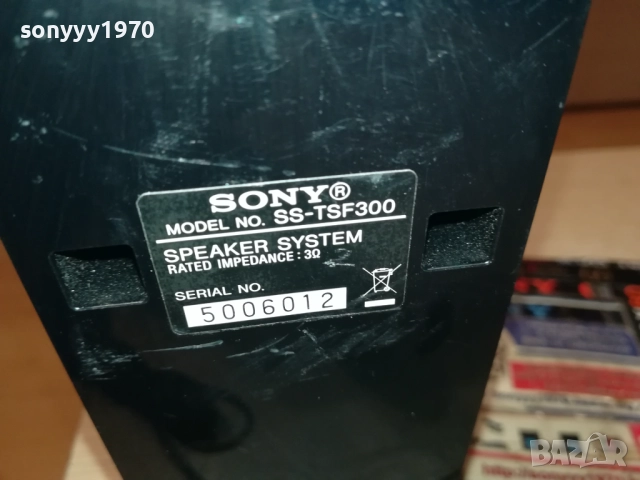 sonyyy1970
SONY®
MODEL NO. SS-TSF300
SPEAKER SYSTEM
RATED IMPEDANCE : 3Ω
SERIAL NO.
5006012
BAZAR